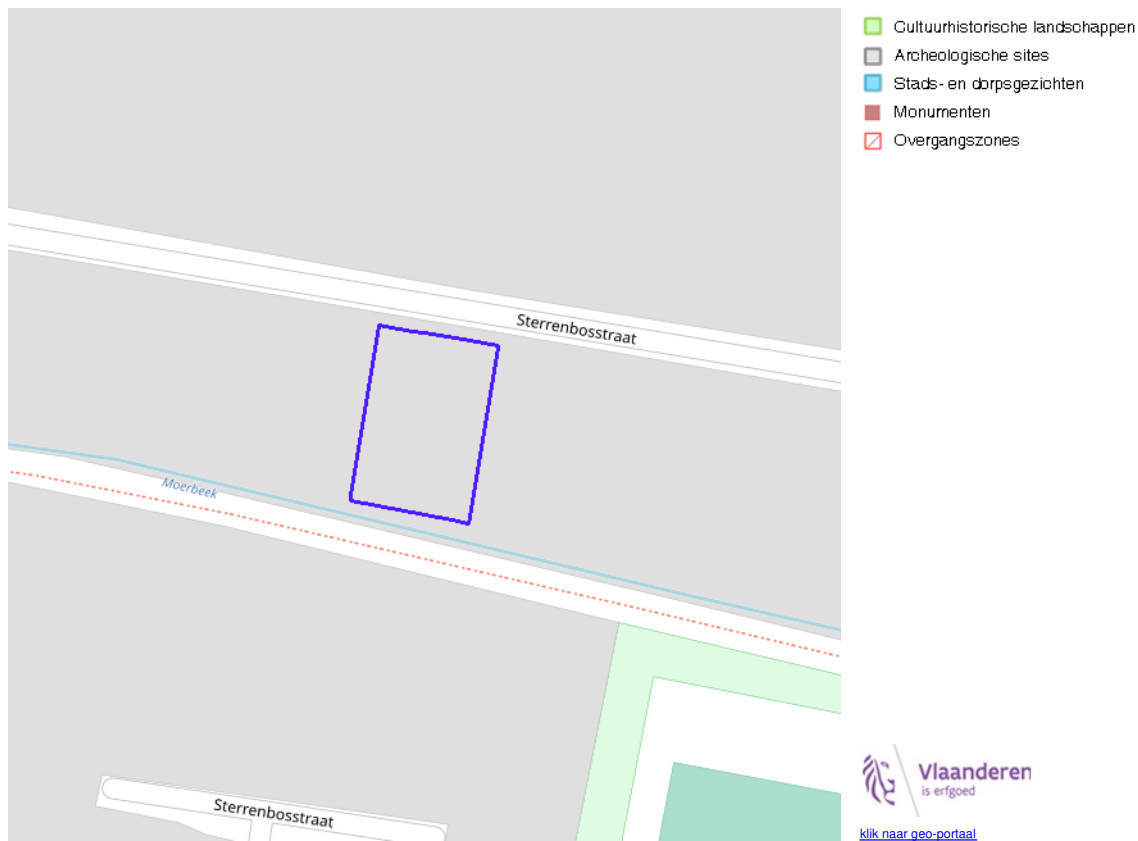 Cultuurhistorische landschappen
Archeologische sites
Stads- en dorpsgezichten
Monumenten
Overgangszones
Sterrenbosstraat
Moerbeek
Sterrenbosstraat
Vlaanderen
is erfgoed
klik naar geo-portaal